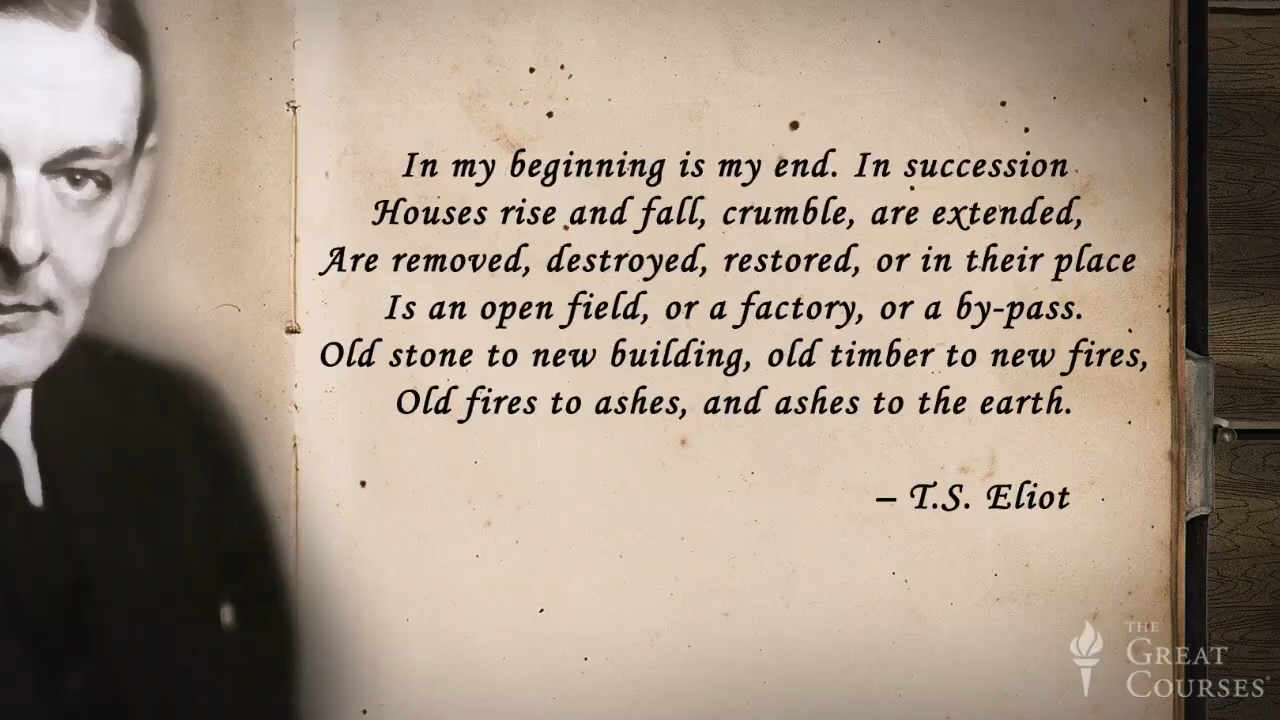 In my beginning is my end. In succession
Houses rise and fall, crumble, are extended,
Are removed, destroyed, restored, or in their place
Is an open field, or a factory, or a by-pass.
Old stone to new building, old timber to new fires,
Old fires to ashes, and ashes to the earth.
– T.S. Eliot
THE
GREAT
COURSES®